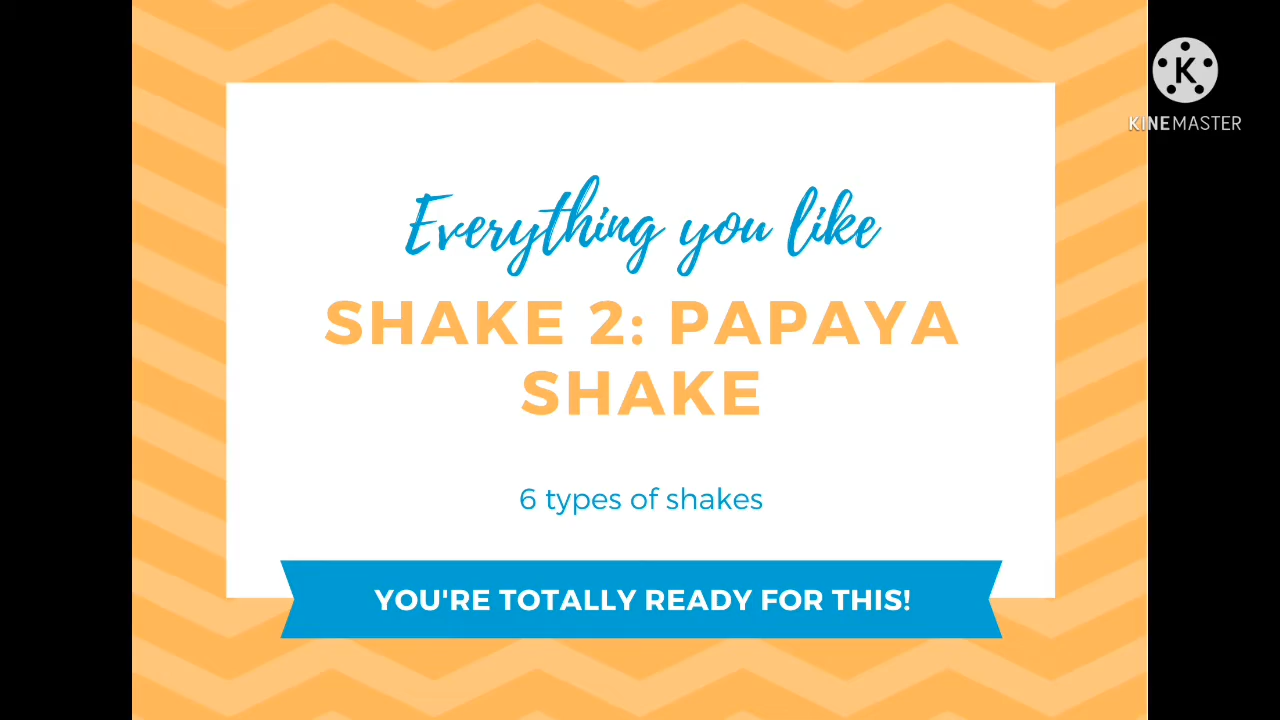 K
KINEMASTER
Everything you like
SHAKE 2: PAPAYA
SHAKE
6 types of shakes
YOU'RE TOTALLY READY FOR THIS!